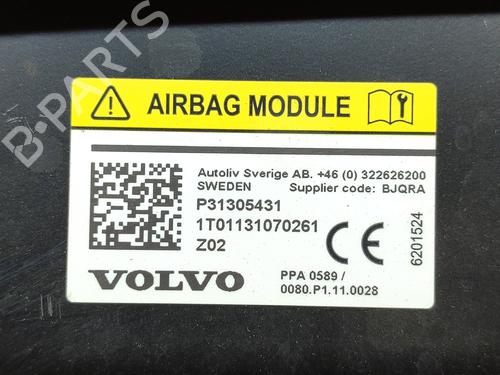 AIRBAG MODULE
Autoliv Sverige AB. +46 (0) 322626200
SWEDEN Supplier code: BJQRA
P31305431
1T01131070261
Z02
CE
6201524
VOLVO
PPA 0589 /
0080.P1.11.0028
B-PARTS